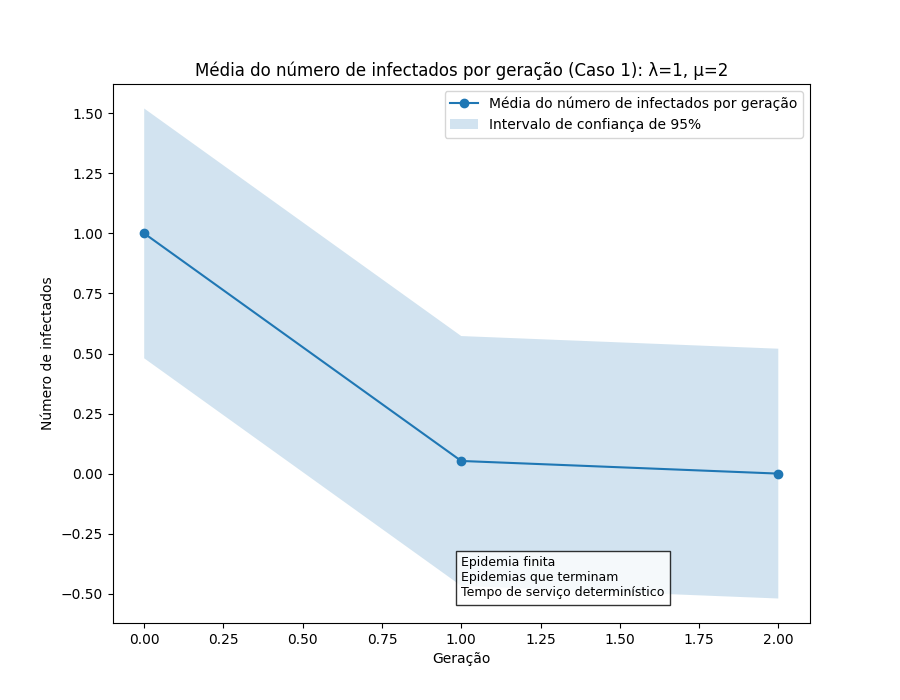 Média do número de infectados por geração (Caso 1): λ=1, μ=2
Média do número de infectados por geração
Intervalo de confiança de 95%
1.50
1.25
1.00
0.75
0.50
0.25
0.00
−0.25
−0.50
Número de infectados
Epidemia finita
Epidemias que terminam
Tempo de serviço determinístico
0.00 0.25 0.50 0.75 1.00 1.25 1.50 1.75 2.00
Geração